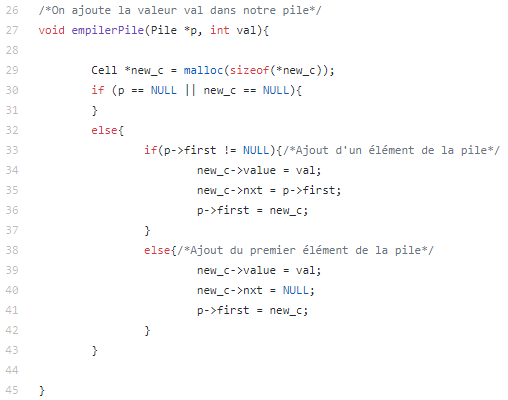 26 /*On ajoute la valeur val dans notre pile*/
27 void empilerPile(Pile *p, int val){
28
29         Cell *new_c = malloc(sizeof(*new_c));
30         if (p == NULL || new_c == NULL){
31         }
32         else{
33                 if(p->first != NULL){/*Ajout d'un élément de la pile*/
34                         new_c->value = val;
35                         new_c->nxt = p->first;
36                         p->first = new_c;
37                 }
38                 else{/*Ajout du premier élément de la pile*/
39                         new_c->value = val;
40                         new_c->nxt = NULL;
41                         p->first = new_c;
42                 }
43         }
44
45 }